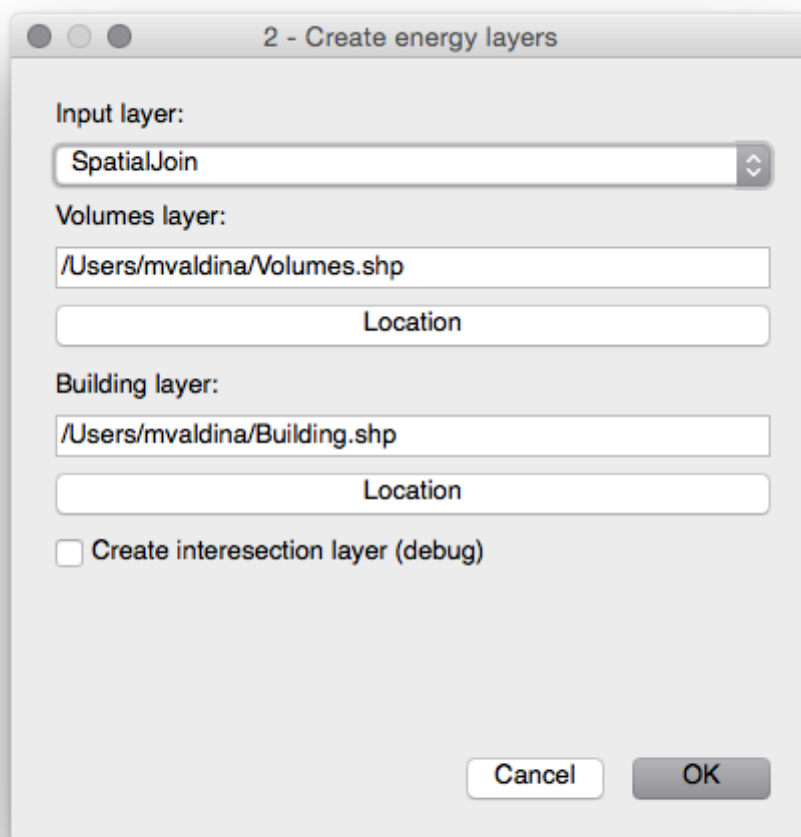 2 - Create energy layers
Input layer:
SpatialJoin
Volumes layer:
/Users/mvaldina/Volumes.shp
Location
Building layer:
/Users/mvaldina/Building.shp
Location
Create interesection layer (debug)
Cancel OK